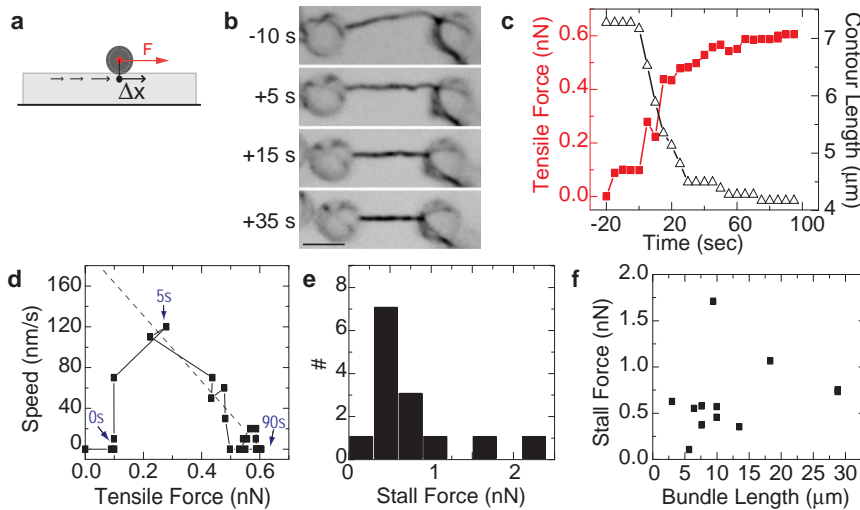 a
F
Δx
b
-10 s
+5 s
+15 s
+35 s
c
Tensile Force (nN)
0.6
0.4
0.2
0.0
7
6
5
4
Contour Length (μm)
-20 0 20 40 60 80 100
Time (sec)
d
Speed (nm/s)
160
120
80
40
0
5s
0s
90s
0.0 0.2 0.4 0.6
Tensile Force (nN)
e
#
8
6
4
2
0
0 1 2
Stall Force (nN)
f
Stall Force (nN)
2.0
1.5
1.0
0.5
0.0
0 5 10 15 20 25 30
Bundle Length (μm)